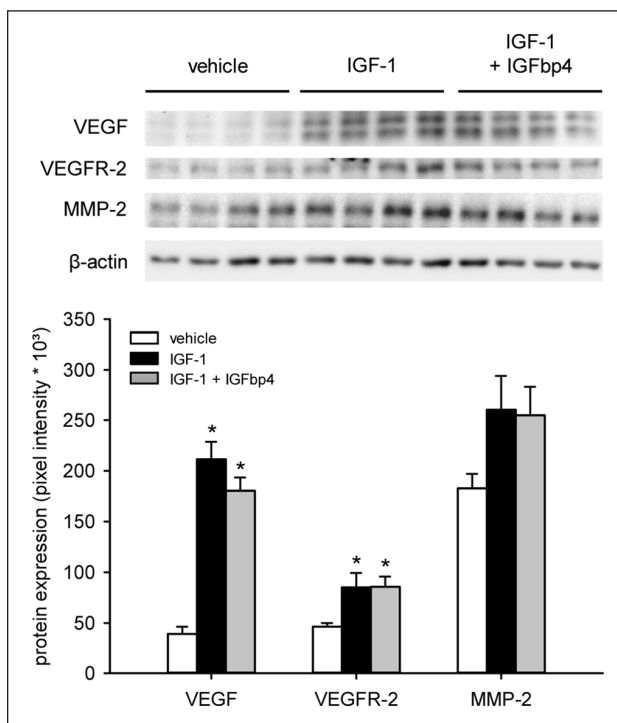 IGF-1
vehicle IGF-1 + IGFbp4
VEGF
VEGFR-2
MMP-2
β-actin
350
300
250
200
150
100
50
0
protein expression (pixel intensity * 10³)
vehicle
IGF-1
IGF-1 + IGFbp4
* *
* *
VEGF VEGFR-2 MMP-2